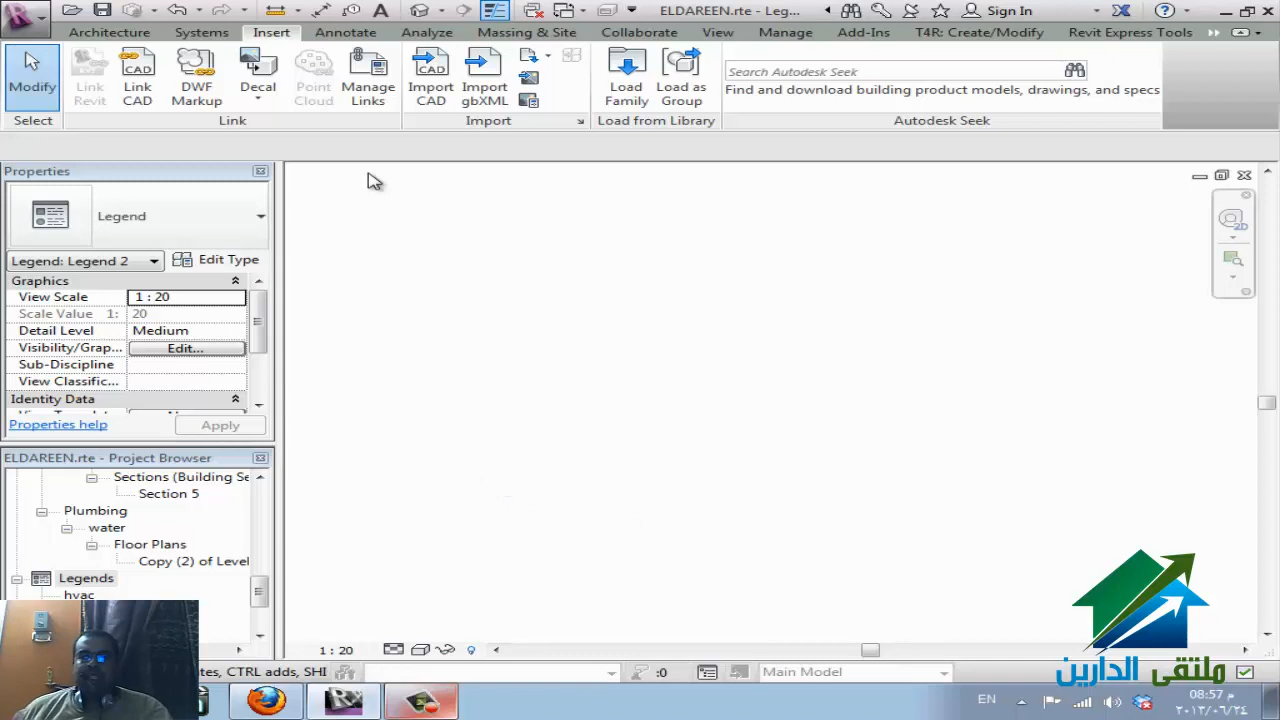 ELDAREEN.rte - Leg...
Sign In
Architecture Systems Insert Annotate Analyze Massing & Site Collaborate View Manage Add-Ins T4R: Create/Modify Revit Express Tools
Modify
Link Revit
Link CAD
DWF Markup
Decal
Point Cloud
Manage Links
Import CAD
Import gbXML
Load Family
Load as Group
Search Autodesk Seek
Find and download building product models, drawings, and specs
Select Link Import Load from Library Autodesk Seek
Properties
Legend
Legend: Legend 2 Edit Type
Graphics
View Scale 1 : 20
Scale Value 1: 20
Detail Level Medium
Visibility/Grap... Edit...
Sub-Discipline
View Classific...
Identity Data
Properties help Apply
ELDAREEN.rte - Project Browser
Sections (Building Se
Section 5
Plumbing
water
Floor Plans
Copy (2) of Level
Legends
hvac
2D
1 : 20
tes, CTRL adds, SHI
:0
Main Model
ملتقى الدارين
EN
08:57 م
٢٠١٣/٠٦/٢٤